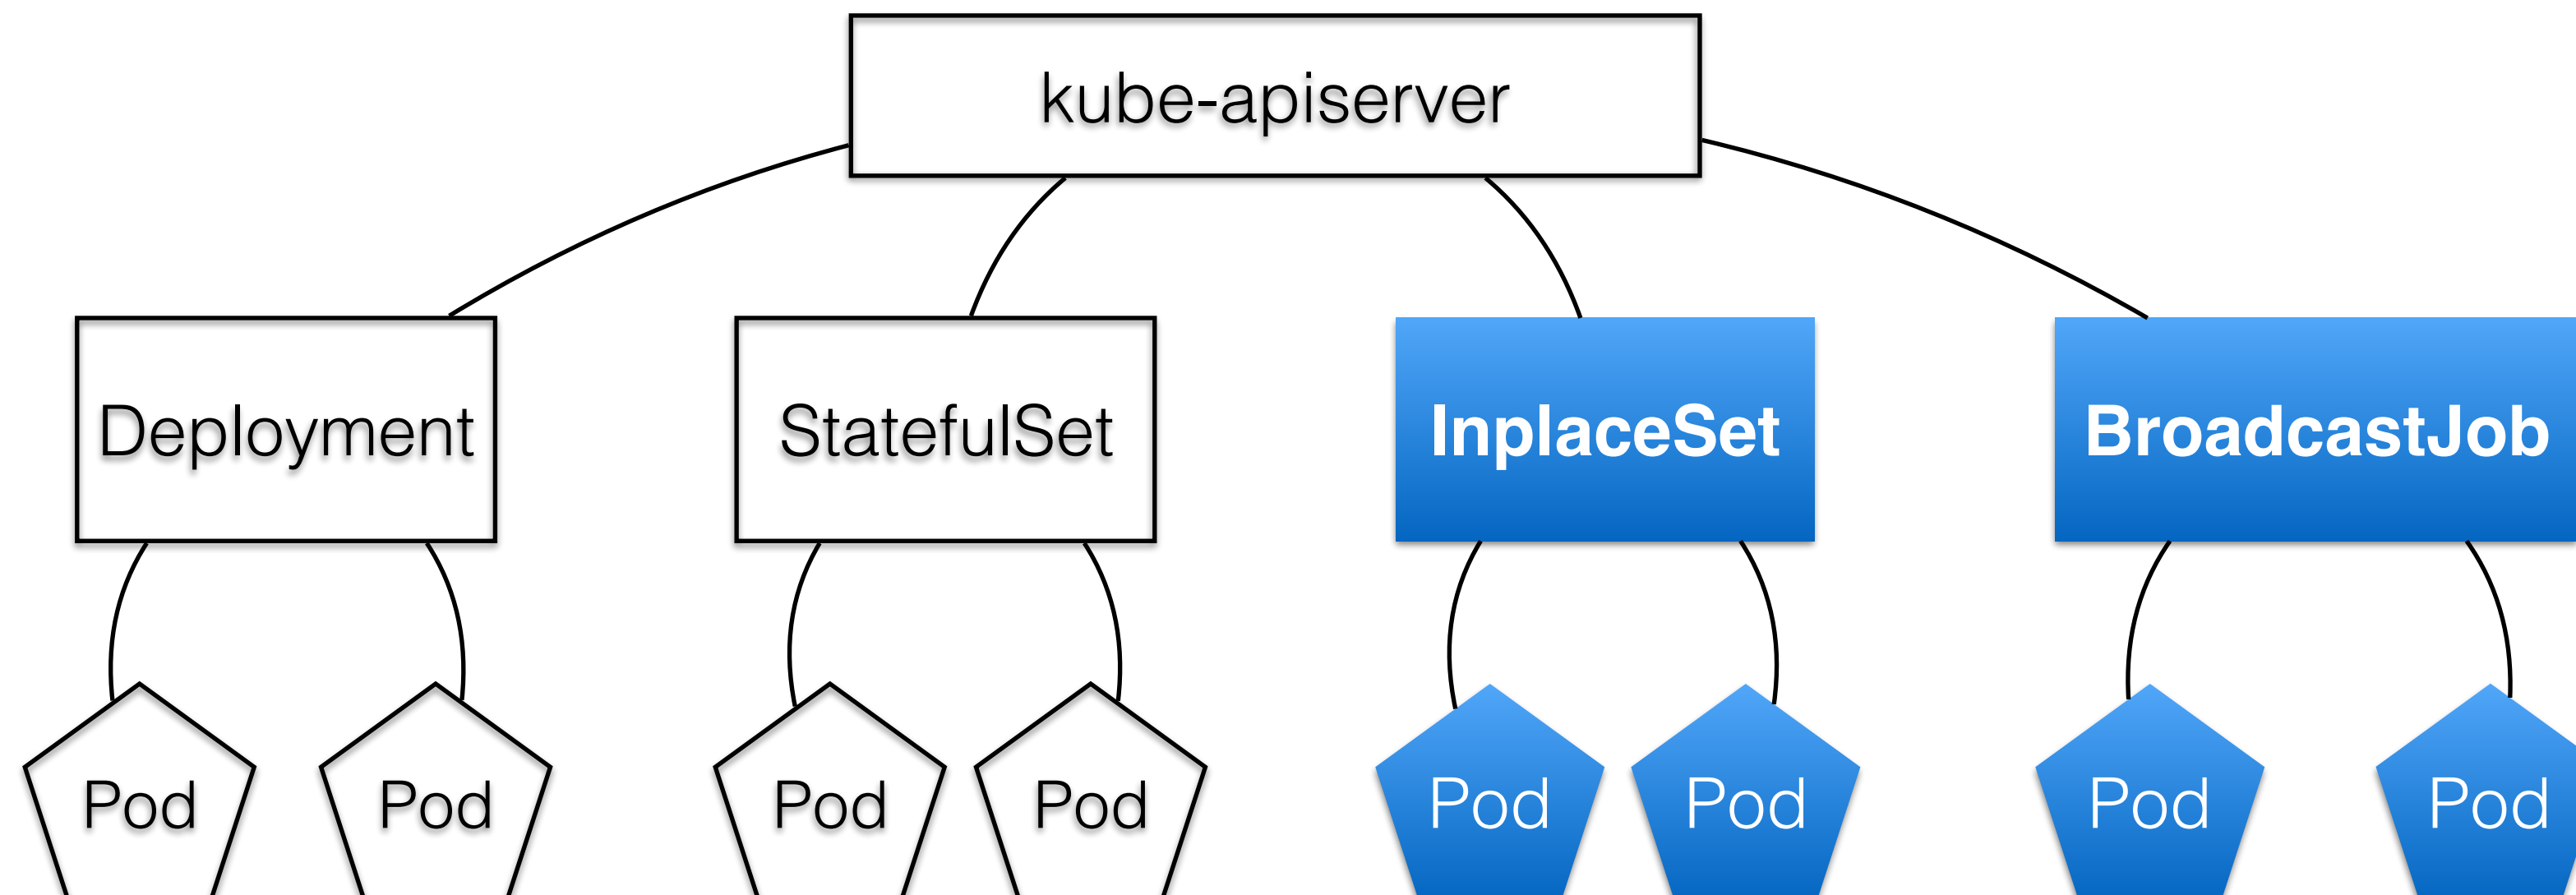 kube-apiserver
Deployment
StatefulSet
InplaceSet
BroadcastJob
Pod
Pod
Pod
Pod
Pod
Pod
Pod
Pod